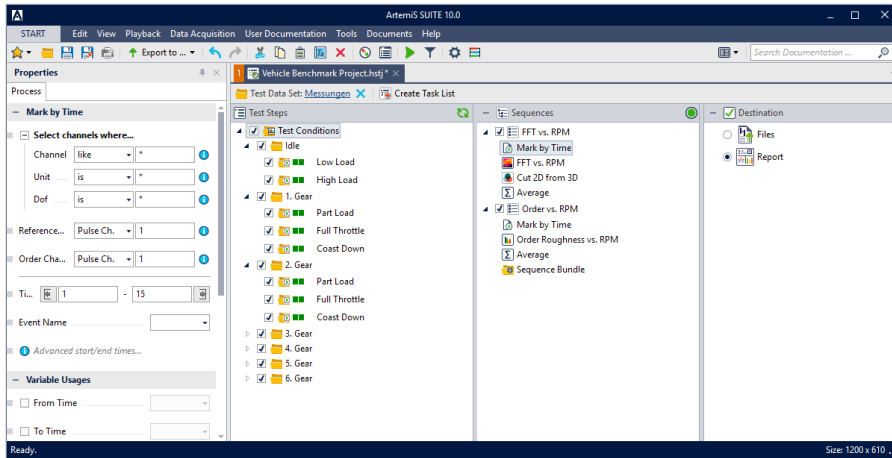 ArtemiS SUITE 10.0
START Edit View Playback Data Acquisition User Documentation Tools Documents Help
Export to ... Search Documentation ...
Properties
Process
Mark by Time
Select channels where...
Channel like *
Unit is *
Dof is *
Reference... Pulse Ch. 1
Order Cha... Pulse Ch. 1
Ti... 1 - 15
Event Name
Advanced start/end times...
Variable Usages
From Time
To Time
1 Vehicle Benchmark Project.hstj *
Test Data Set: Messungen Create Task List
Test Steps
Test Conditions
Idle
Low Load
High Load
1. Gear
Part Load
Full Throttle
Coast Down
2. Gear
Part Load
Full Throttle
Coast Down
3. Gear
4. Gear
5. Gear
6. Gear
Sequences
FFT vs. RPM
Mark by Time
FFT vs. RPM
Cut 2D from 3D
Average
Order vs. RPM
Mark by Time
Order Roughness vs. RPM
Average
Sequence Bundle
Destination
Files
Report
Ready. Size: 1200 x 610